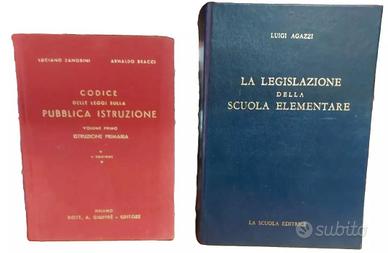 LUCIANO ZANOBINI ARNALDO BRACCI
CODICE
DELLE LEGGI SULLA
PUBBLICA ISTRUZIONE
VOLUME PRIMO
ISTRUZIONE PRIMARIA
MILANO
DOTT. A. GIUFFRÈ - EDITORE
LUIGI AGAZZI
LA LEGISLAZIONE
DELLA
SCUOLA ELEMENTARE
LA SCUOLA EDITRICE
subito